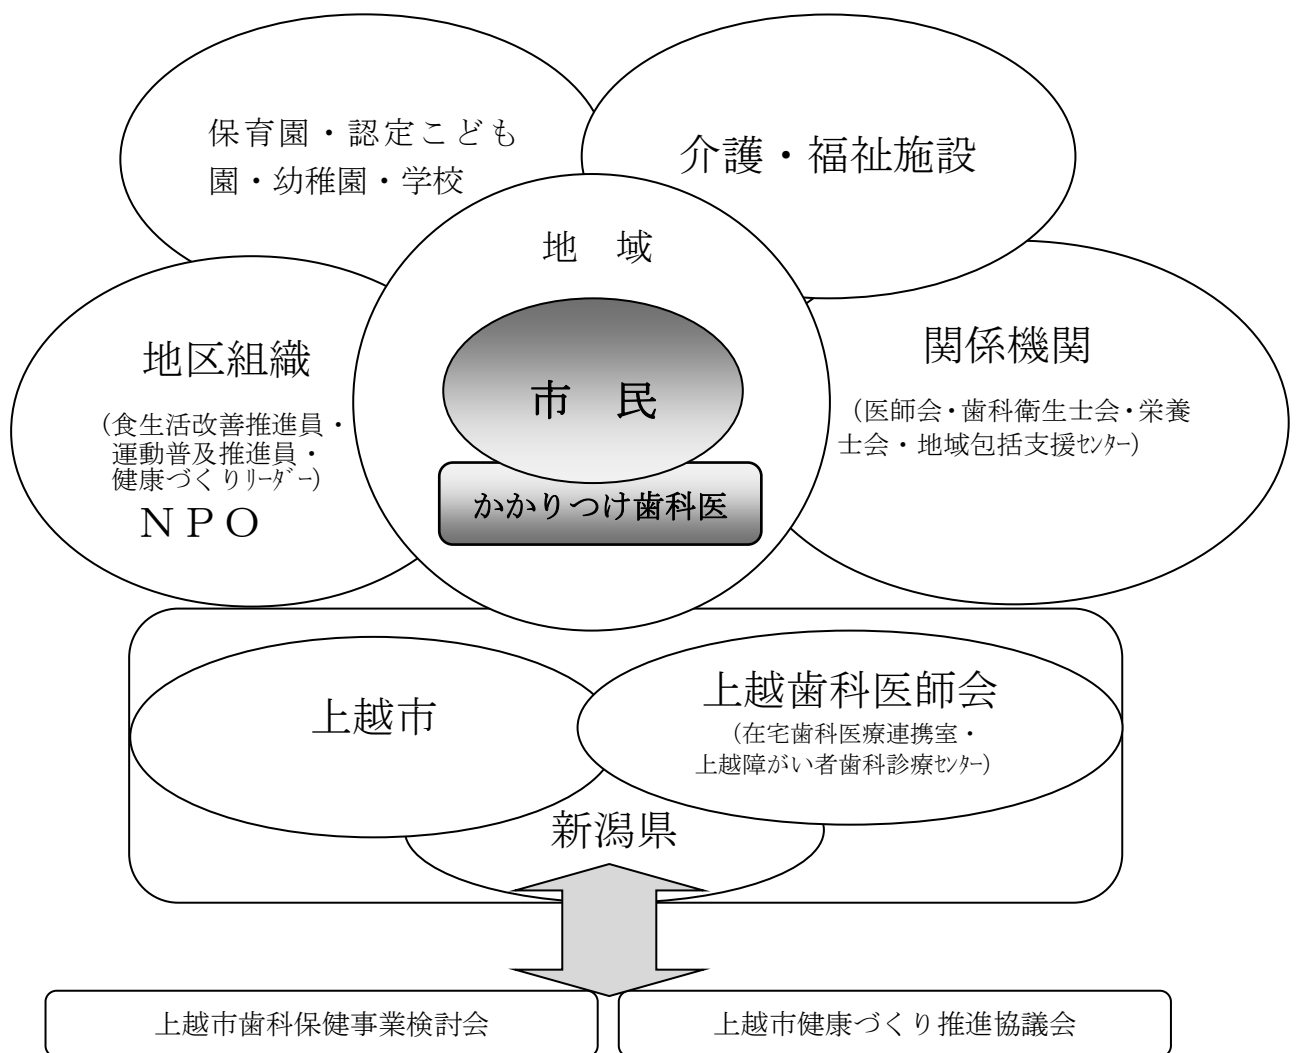 保育園・認定こども
園・幼稚園・学校
介護・福祉施設
地　域
地区組織
（食生活改善推進員・
運動普及推進員・
健康づくりﾘｰﾀﾞｰ）
ＮＰＯ
市　民
かかりつけ歯科医
関係機関
（医師会・歯科衛生士会・栄養
士会・地域包括支援ｾﾝﾀｰ）
上越市
上越歯科医師会
（在宅歯科医療連携室・
上越障がい者歯科診療ｾﾝﾀｰ）
新潟県
上越市歯科保健事業検討会
上越市健康づくり推進協議会